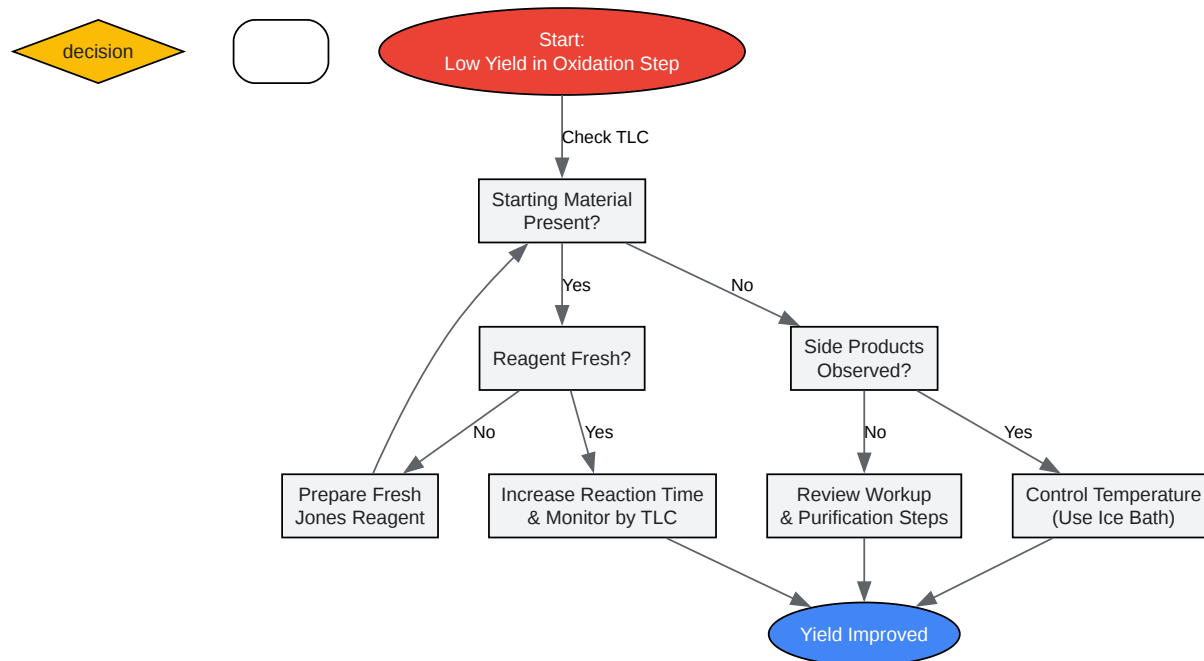 decision
Start:
Low Yield in Oxidation Step
Check TLC
Starting Material
Present?
Yes
No
Reagent Fresh?
Side Products
Observed?
No
Yes
No
Yes
Prepare Fresh
Jones Reagent
Increase Reaction Time
& Monitor by TLC
Review Workup
& Purification Steps
Control Temperature
(Use Ice Bath)
Yield Improved